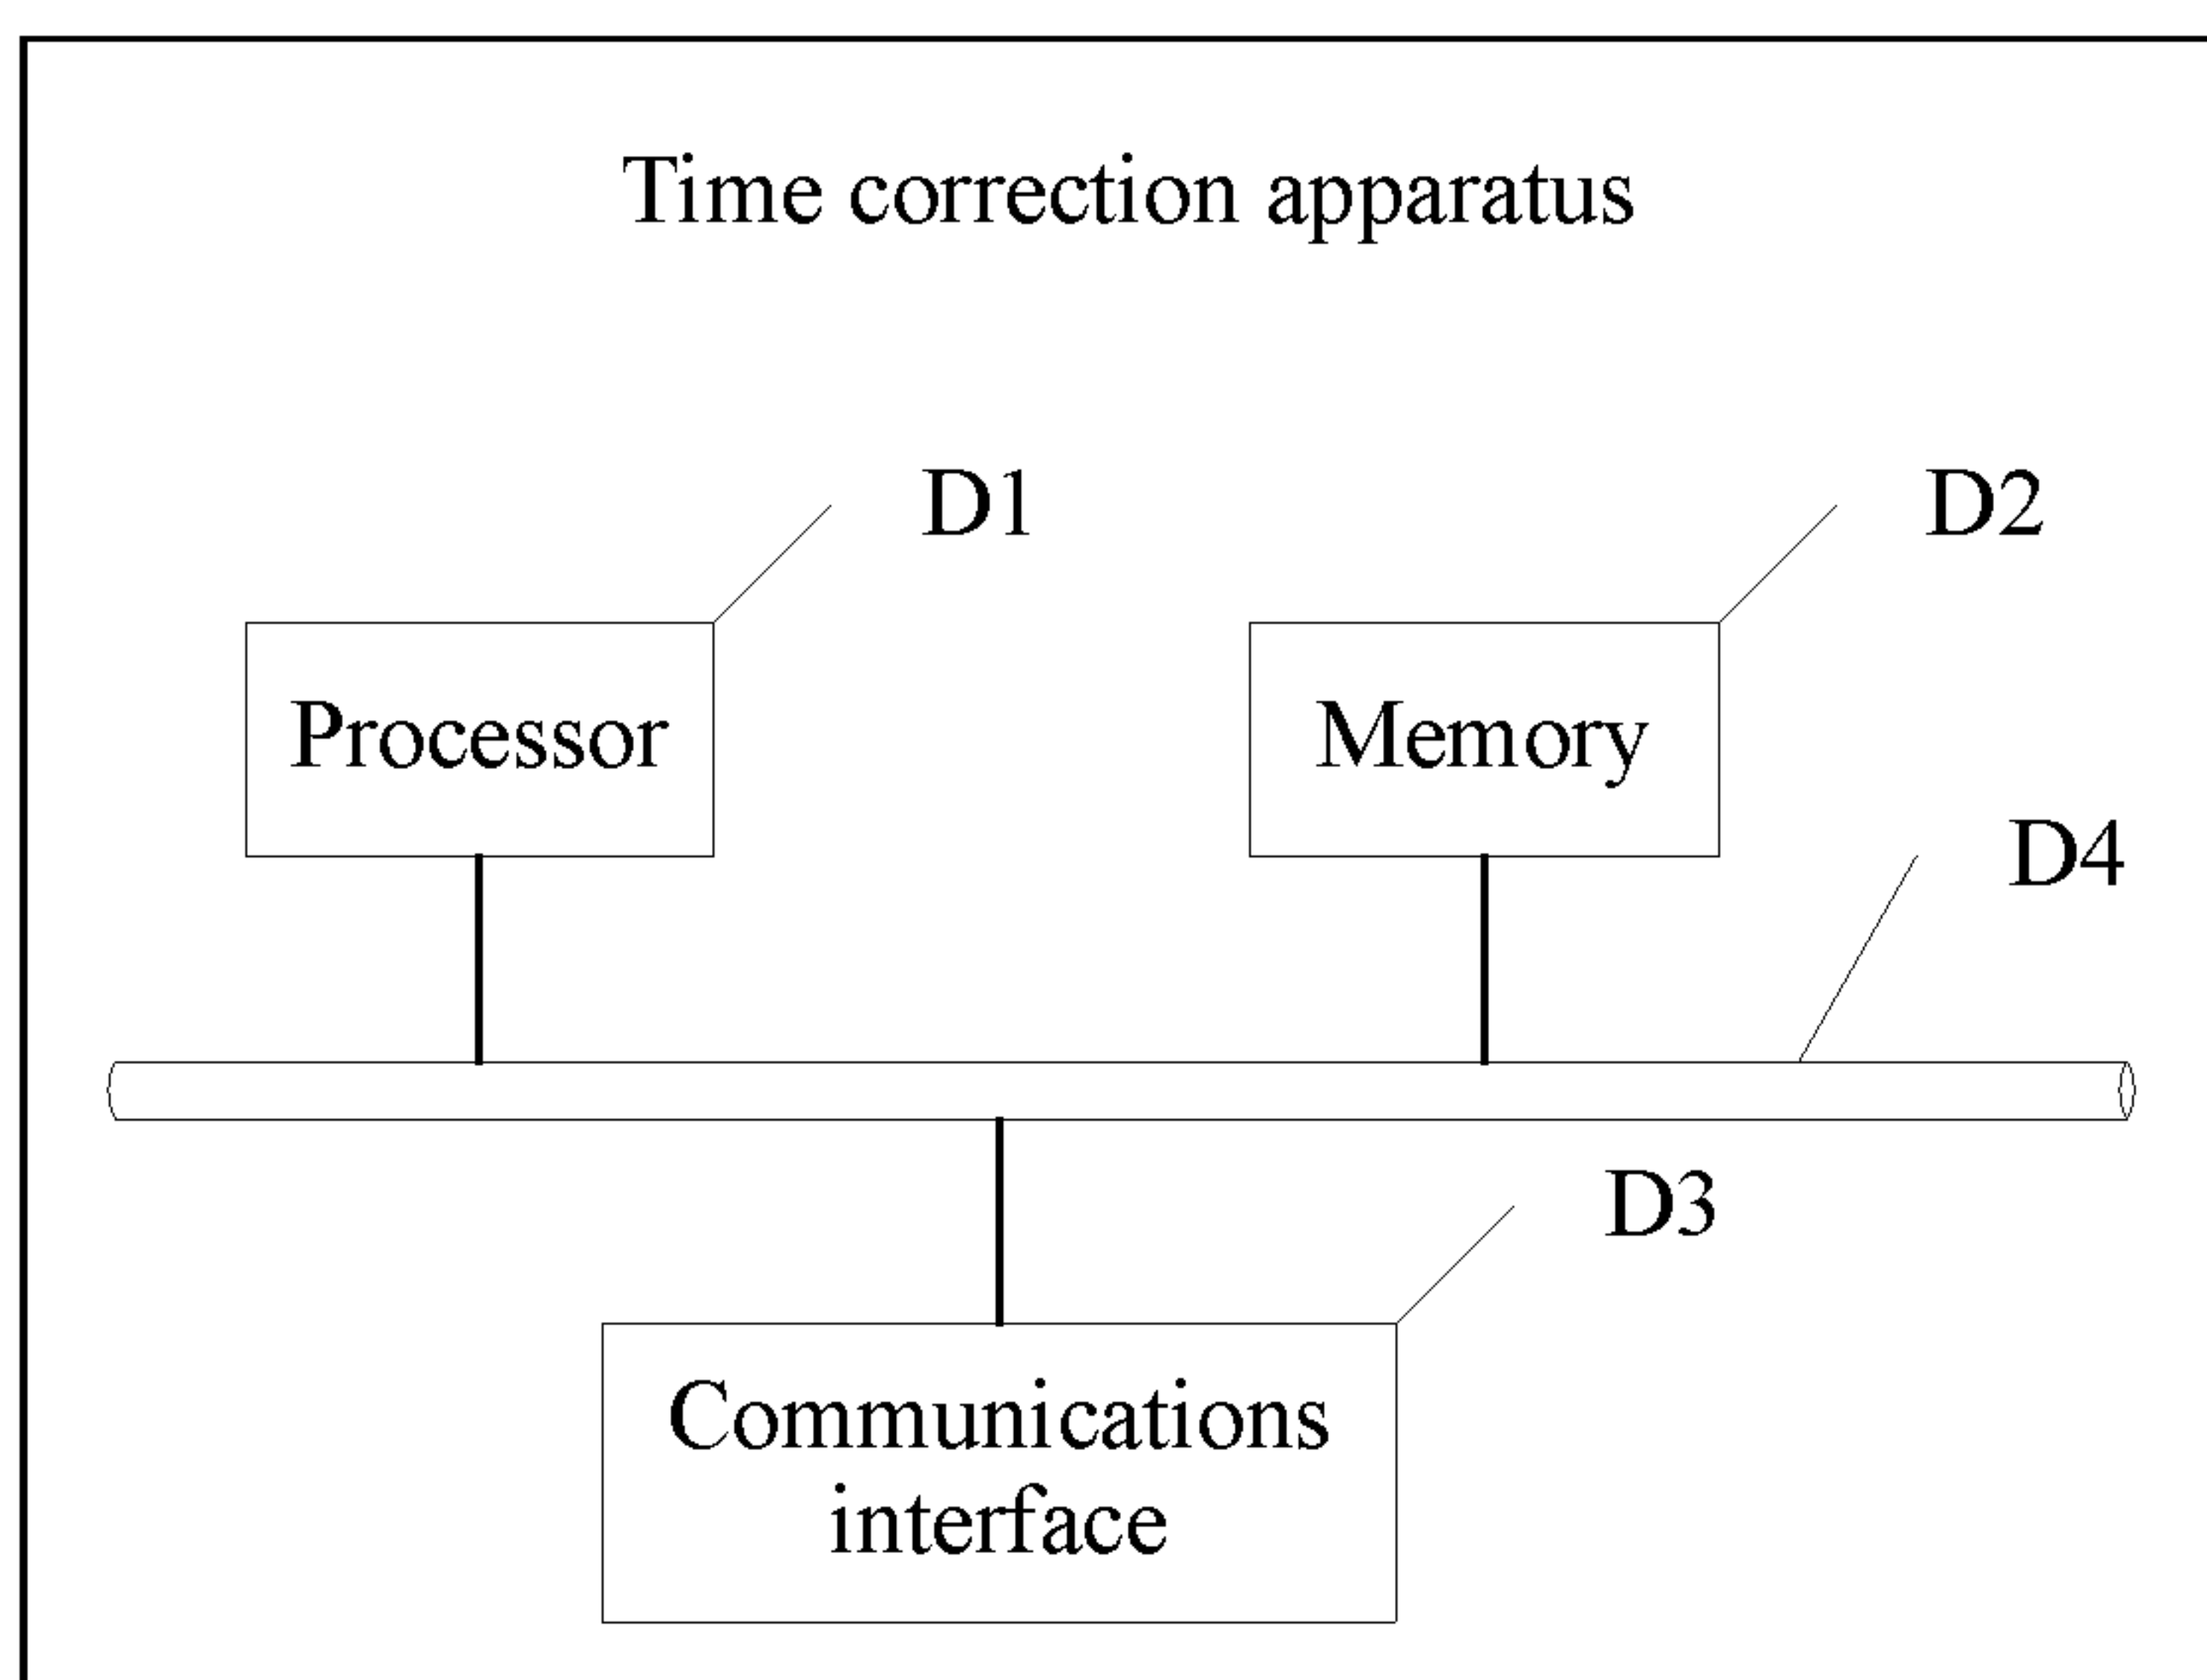 Time correction apparatus
D1
D2
Processor
Memory
D4
D3
Communications
interface